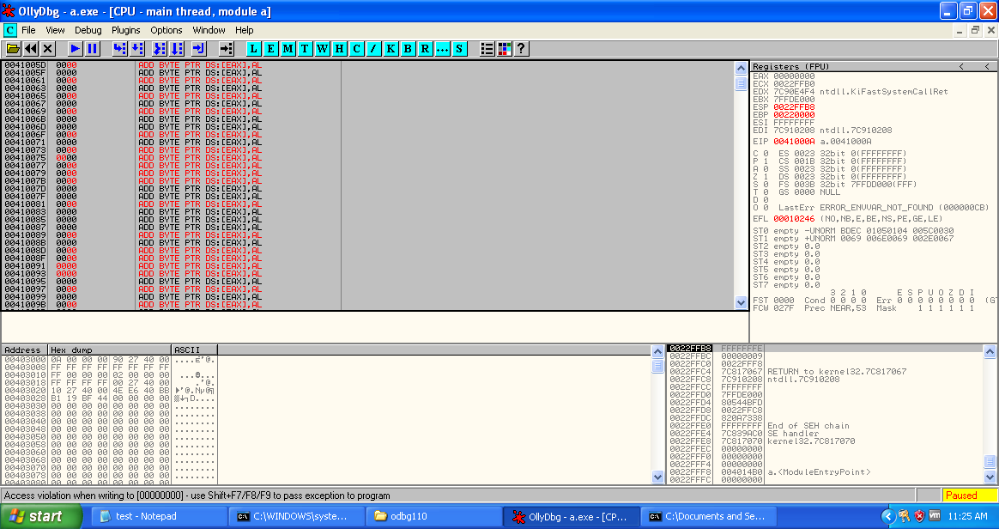 OllyDbg - a.exe - [CPU - main thread, module a]
C File View Debug Plugins Options Window Help
L E M T W H C / K B R ... S ?
0041005D 0000 ADD BYTE PTR DS:[EAX],AL
0041005F 0000 ADD BYTE PTR DS:[EAX],AL
00410061 0000 ADD BYTE PTR DS:[EAX],AL
00410063 0000 ADD BYTE PTR DS:[EAX],AL
00410065 0000 ADD BYTE PTR DS:[EAX],AL
00410067 0000 ADD BYTE PTR DS:[EAX],AL
00410069 0000 ADD BYTE PTR DS:[EAX],AL
0041006B 0000 ADD BYTE PTR DS:[EAX],AL
0041006D 0000 ADD BYTE PTR DS:[EAX],AL
0041006F 0000 ADD BYTE PTR DS:[EAX],AL
00410071 0000 ADD BYTE PTR DS:[EAX],AL
00410073 0000 ADD BYTE PTR DS:[EAX],AL
00410075 0000 ADD BYTE PTR DS:[EAX],AL
00410077 0000 ADD BYTE PTR DS:[EAX],AL
00410079 0000 ADD BYTE PTR DS:[EAX],AL
0041007B 0000 ADD BYTE PTR DS:[EAX],AL
0041007D 0000 ADD BYTE PTR DS:[EAX],AL
0041007F 0000 ADD BYTE PTR DS:[EAX],AL
00410081 0000 ADD BYTE PTR DS:[EAX],AL
00410083 0000 ADD BYTE PTR DS:[EAX],AL
00410085 0000 ADD BYTE PTR DS:[EAX],AL
00410087 0000 ADD BYTE PTR DS:[EAX],AL
00410089 0000 ADD BYTE PTR DS:[EAX],AL
0041008B 0000 ADD BYTE PTR DS:[EAX],AL
0041008D 0000 ADD BYTE PTR DS:[EAX],AL
0041008F 0000 ADD BYTE PTR DS:[EAX],AL
00410091 0000 ADD BYTE PTR DS:[EAX],AL
00410093 0000 ADD BYTE PTR DS:[EAX],AL
00410095 0000 ADD BYTE PTR DS:[EAX],AL
00410097 0000 ADD BYTE PTR DS:[EAX],AL
00410099 0000 ADD BYTE PTR DS:[EAX],AL
0041009B 0000 ADD BYTE PTR DS:[EAX],AL
Registers (FPU) < <
EAX 00000000
ECX 0022FFB0
EDX 7C90E4F4 ntdll.KiFastSystemCallRet
EBX 7FFDE000
ESP 0022FFB8
EBP 00220000
ESI FFFFFFFF
EDI 7C910208 ntdll.7C910208
EIP 0041000A a.0041000A
C 0 ES 0023 32bit 0(FFFFFFFF)
P 1 CS 001B 32bit 0(FFFFFFFF)
A 0 SS 0023 32bit 0(FFFFFFFF)
Z 1 DS 0023 32bit 0(FFFFFFFF)
S 0 FS 003B 32bit 7FFDD000(FFF)
T 0 GS 0000 NULL
D 0
O 0 LastErr ERROR_ENVVAR_NOT_FOUND (000000CB)
EFL 00010246 (NO,NB,E,BE,NS,PE,GE,LE)
ST0 empty -UNORM BDEC 01050104 005C0030
ST1 empty +UNORM 0069 006E0069 002E0067
ST2 empty 0.0
ST3 empty 0.0
ST4 empty 0.0
ST5 empty 0.0
ST6 empty 0.0
ST7 empty 0.0
3 2 1 0 E S P U O Z D I
FST 0000 Cond 0 0 0 0 Err 0 0 0 0 0 0 0 0 (GT
FCW 027F Prec NEAR,53 Mask 1 1 1 1 1 1
Address Hex dump ASCII
00403000 0A 00 00 00 90 27 40 00
00403008 FF FF FF FF FF FF FF FF
00403010 FF 00 00 00 02 00 00 00
00403018 FF FF FF FF 00 27 40 00
00403020 10 27 40 00 4E E6 40 BB
00403028 B1 19 BF 44 00 00 00 00
00403030 00 00 00 00 00 00 00 00 ........
00403038 00 00 00 00 00 00 00 00 ........
00403040 00 00 00 00 00 00 00 00 ........
00403048 00 00 00 00 00 00 00 00 ........
00403050 00 00 00 00 00 00 00 00 ........
00403058 00 00 00 00 00 00 00 00 ........
00403060 00 00 00 00 00 00 00 00 ........
00403068 00 00 00 00 00 00 00 00 ........
00403070 00 00 00 00 00 00 00 00 ........
00403078 00 00 00 00 00 00 00 00 ........
0022FFB8 FFFFFFFE
0022FFBC 00000009
0022FFC0 0022FFF8
0022FFC4 7C817067 RETURN to kernel32.7C817067
0022FFC8 7C910208 ntdll.7C910208
0022FFCC FFFFFFFF
0022FFD0 7FFDE000
0022FFD4 80544BFD
0022FFD8 0022FFC8
0022FFDC 820A7338
0022FFE0 FFFFFFFF End of SEH chain
0022FFE4 7C839AC0 SE handler
0022FFE8 7C817070 kernel32.7C817070
0022FFEC 00000000
0022FFF0 00000000
0022FFF4 00000000
0022FFF8 004014B0 a.<ModuleEntryPoint>
0022FFFC 00000000
Access violation when writing to [00000000] - use Shift+F7/F8/F9 to pass exception to program Paused
start test - Notepad C:\WINDOWS\syste... odbg110 OllyDbg - a.exe - [CP... C:\Documents and Se... 11:25 AM